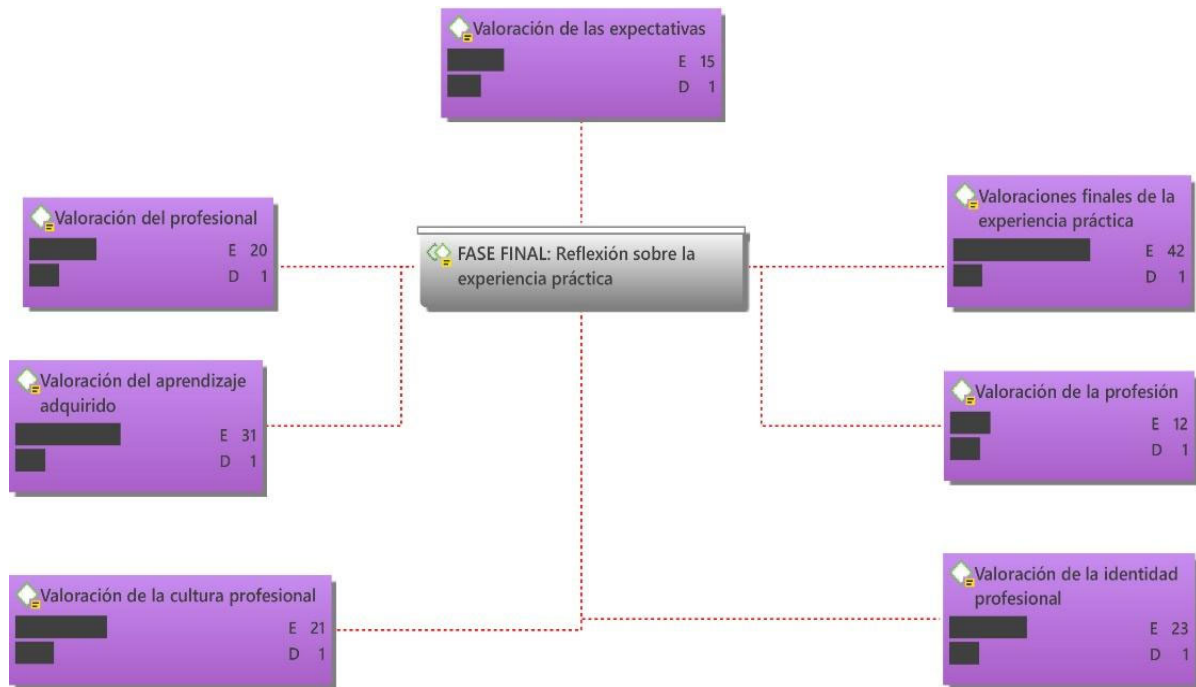 Valoración de las expectativas
E 15
D 1
Valoración del profesional
E 20
D 1
FASE FINAL: Reflexión sobre la
experiencia práctica
Valoraciones finales de la
experiencia práctica
E 42
D 1
Valoración del aprendizaje
adquirido
E 31
D 1
Valoración de la profesión
E 12
D 1
Valoración de la cultura profesional
E 21
D 1
Valoración de la identidad
profesional
E 23
D 1